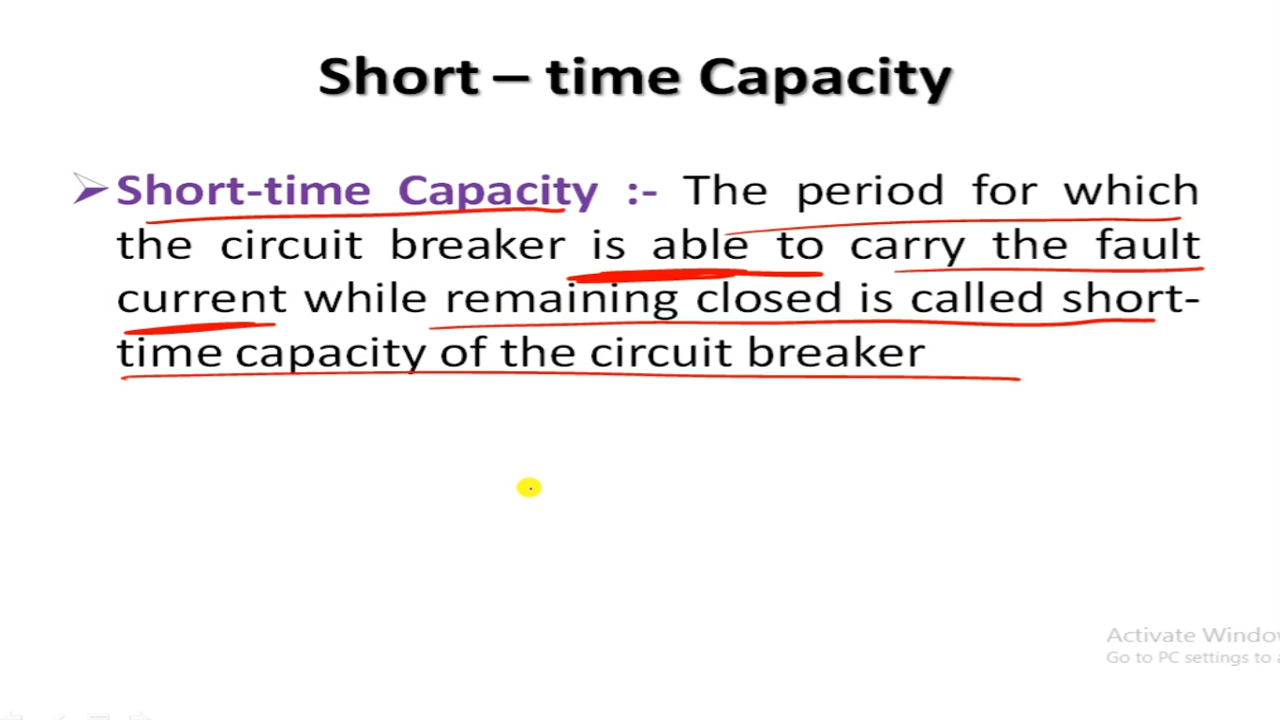 Short – time Capacity
Short-time Capacity :- The period for which
the circuit breaker is able to carry the fault
current while remaining closed is called short-
time capacity of the circuit breaker
Activate Windo
Go to PC settings to a